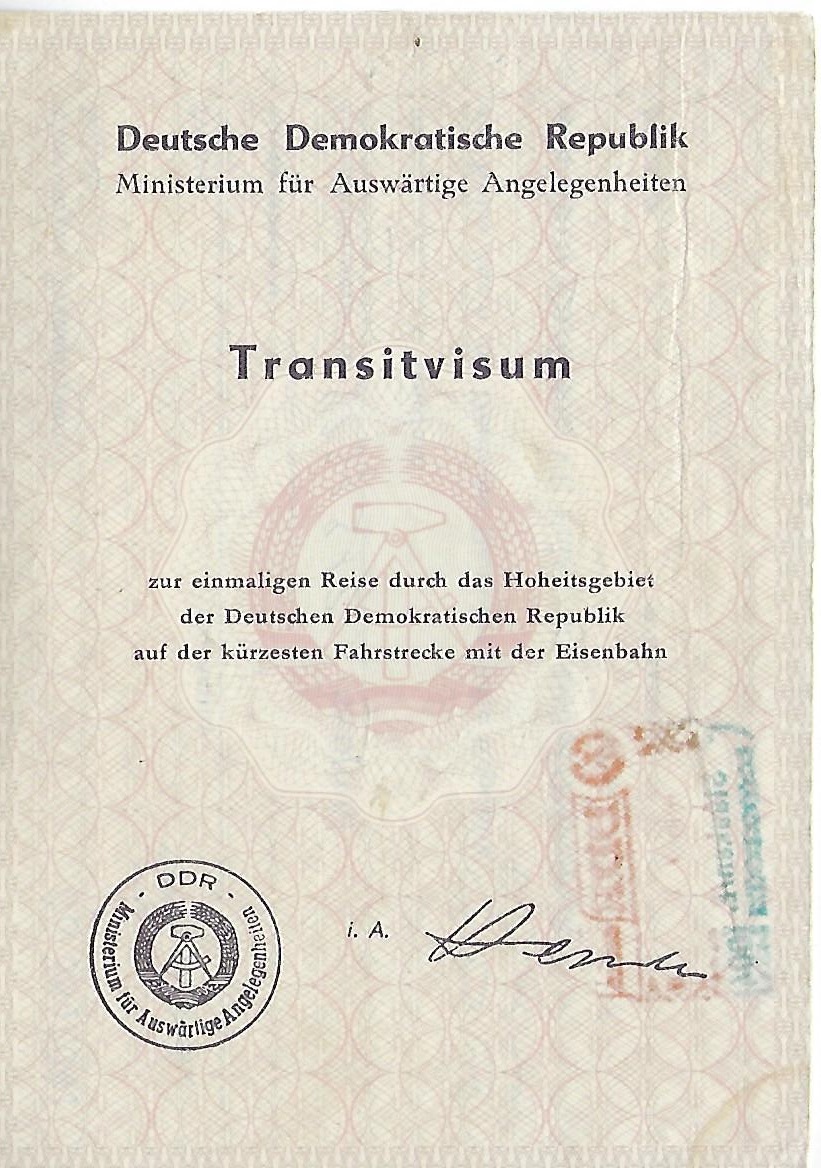 Deutsche Demokratische Republik
Ministerium für Auswärtige Angelegenheiten
Transitvisum
zur einmaligen Reise durch das Hoheitsgebiet
der Deutschen Demokratischen Republik
auf der kürzesten Fahrstrecke mit der Eisenbahn
- DDR -
Ministerium für Auswärtige Angelegenheiten
i. A.